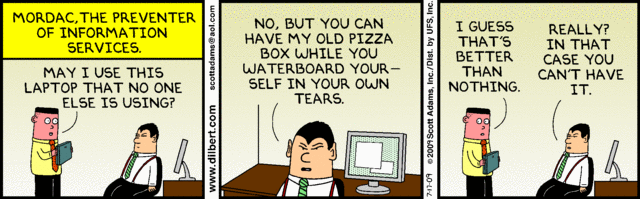 MORDAC, THE PREVENTER
OF INFORMATION
SERVICES.
MAY I USE THIS
LAPTOP THAT NO ONE
ELSE IS USING?
www.dilbert.com
scottadams@aol.com
NO, BUT YOU CAN
HAVE MY OLD PIZZA
BOX WHILE YOU
WATERBOARD YOUR-
SELF IN YOUR OWN
TEARS.
7-17-09 © 2009 Scott Adams, Inc./Dist. by UFS, Inc.
I GUESS
THAT'S
BETTER
THAN
NOTHING.
REALLY?
IN THAT
CASE YOU
CAN'T HAVE
IT.